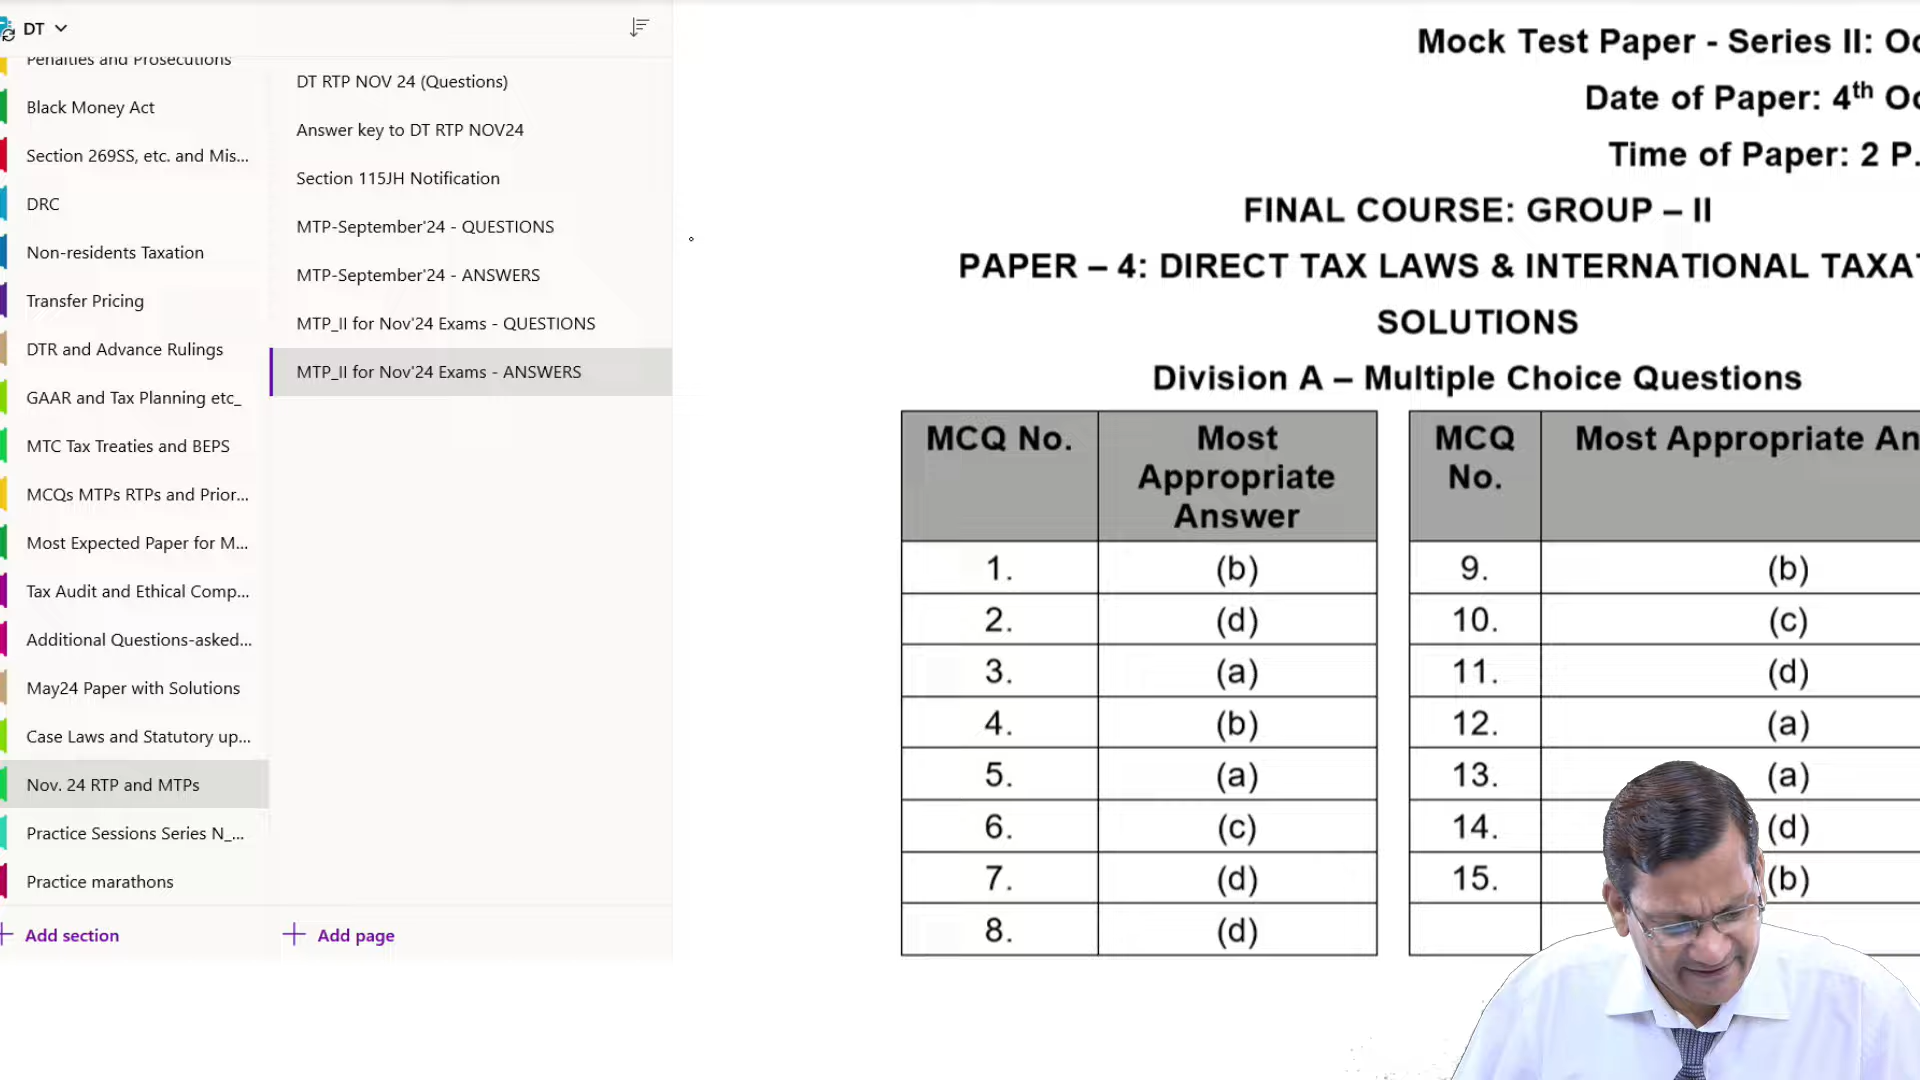 DT
Penalties and Prosecutions
Black Money Act
Section 269SS, etc. and Mis...
DRC
Non-residents Taxation
Transfer Pricing
DTR and Advance Rulings
GAAR and Tax Planning etc_
MTC Tax Treaties and BEPS
MCQs MTPs RTPs and Prior...
Most Expected Paper for M...
Tax Audit and Ethical Comp...
Additional Questions-asked...
May24 Paper with Solutions
Case Laws and Statutory up...
Nov. 24 RTP and MTPs
Practice Sessions Series N_...
Practice marathons
Add section
DT RTP NOV 24 (Questions)
Answer key to DT RTP NOV24
Section 115JH Notification
MTP-September'24 - QUESTIONS
MTP-September'24 - ANSWERS
MTP_II for Nov'24 Exams - QUESTIONS
MTP_II for Nov'24 Exams - ANSWERS
Add page
Mock Test Paper - Series II: Oc
Date of Paper: 4th Oc
Time of Paper: 2 P.
FINAL COURSE: GROUP – II
PAPER – 4: DIRECT TAX LAWS & INTERNATIONAL TAXAT
SOLUTIONS
Division A – Multiple Choice Questions
MCQ No. Most Appropriate Answer
1. (b)
2. (d)
3. (a)
4. (b)
5. (a)
6. (c)
7. (d)
8. (d)
MCQ No. Most Appropriate An
9. (b)
10. (c)
11. (d)
12. (a)
13. (a)
14. (d)
15. (b)